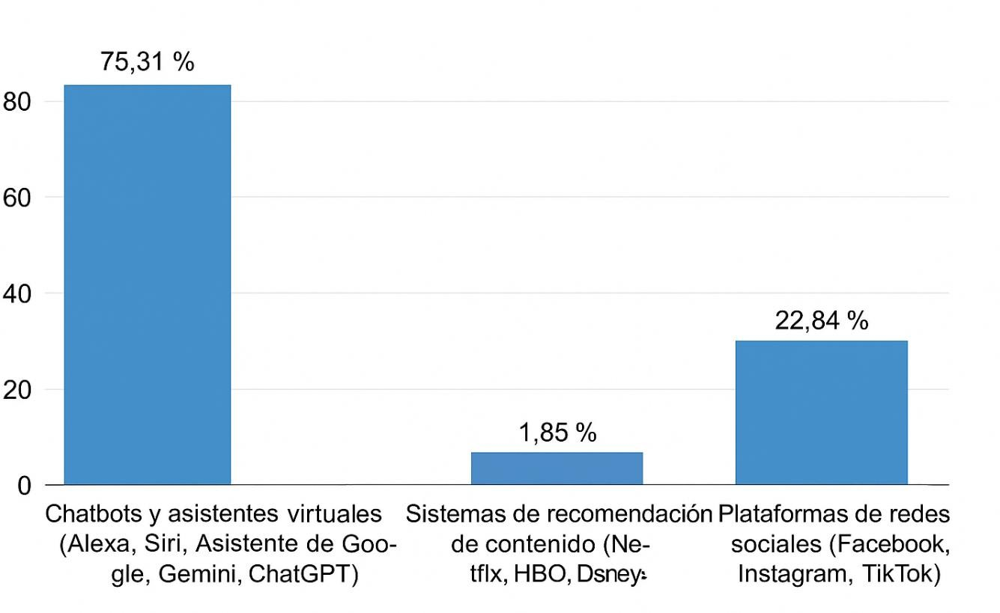 75,31 %
80
60
40
22,84 %
20
1,85 %
0
Chatbots y asistentes virtuales
(Alexa, Siri, Asistente de Goo-
gle, Gemini, ChatGPT)
Sistemas de recomendación
de contenido (Ne-
tflx, HBO, Dsney
Plataformas de redes
sociales (Facebook,
Instagram, TikTok)